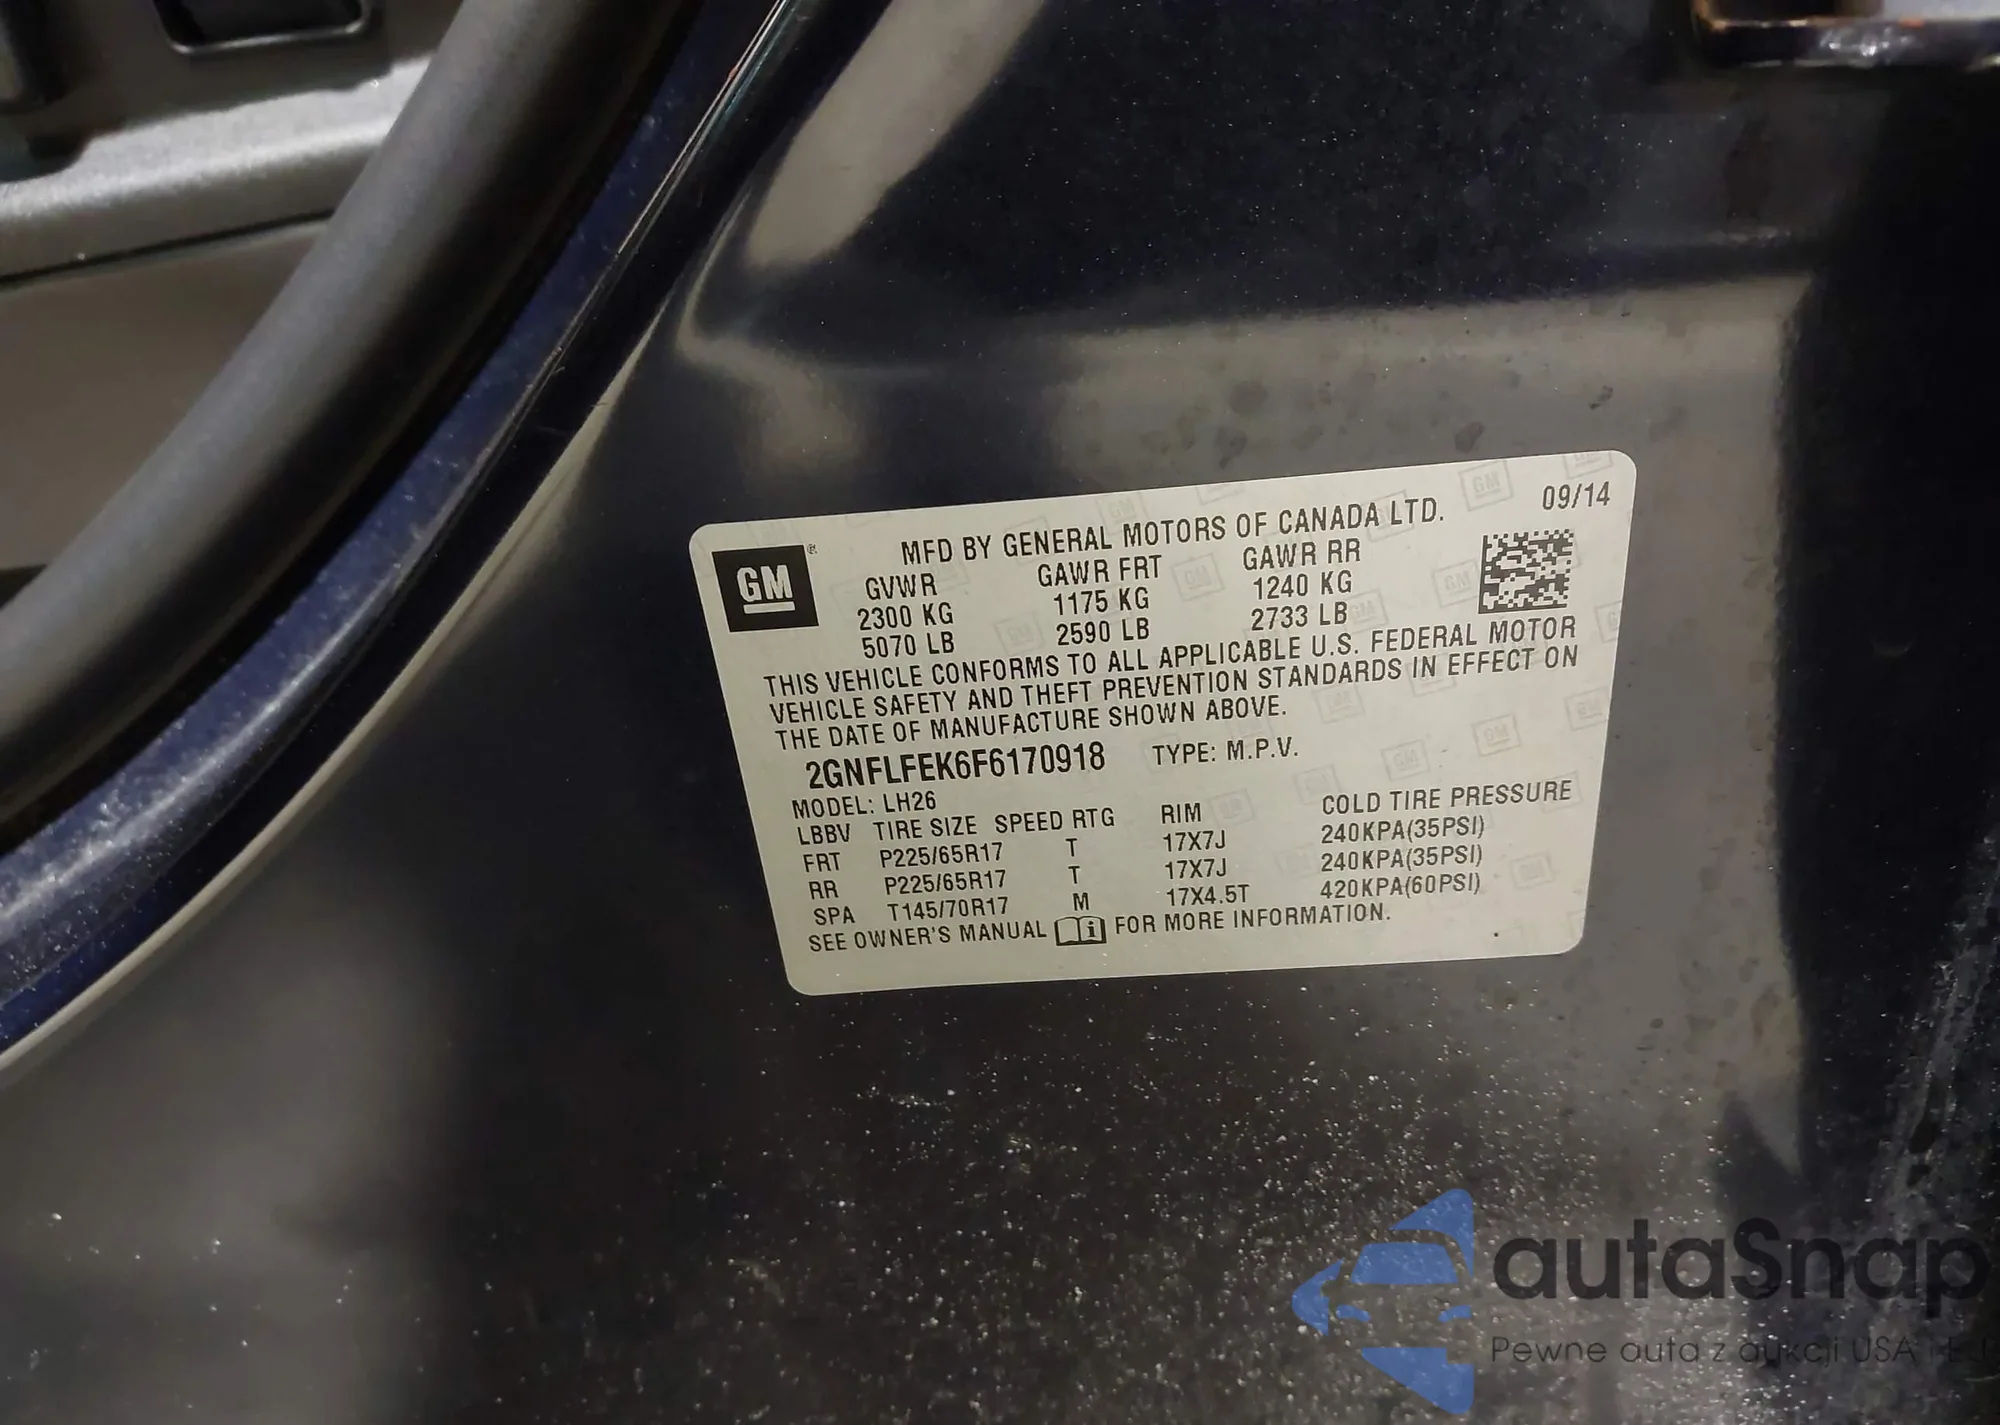 GM
MFD BY GENERAL MOTORS OF CANADA LTD. 09/14
GVWR GAWR FRT GAWR RR
2300 KG 1175 KG 1240 KG
5070 LB 2590 LB 2733 LB
THIS VEHICLE CONFORMS TO ALL APPLICABLE U.S. FEDERAL MOTOR
VEHICLE SAFETY AND THEFT PREVENTION STANDARDS IN EFFECT ON
THE DATE OF MANUFACTURE SHOWN ABOVE.
2GNFLFEK6F6170918 TYPE: M.P.V.
MODEL: LH26
LBBV TIRE SIZE SPEED RTG RIM COLD TIRE PRESSURE
FRT P225/65R17 T 17X7J 240KPA(35PSI)
RR P225/65R17 T 17X7J 240KPA(35PSI)
SPA T145/70R17 M 17X4.5T 420KPA(60PSI)
SEE OWNER'S MANUAL FOR MORE INFORMATION.
autaSnap
Pewne auta z aukcji USA i EU